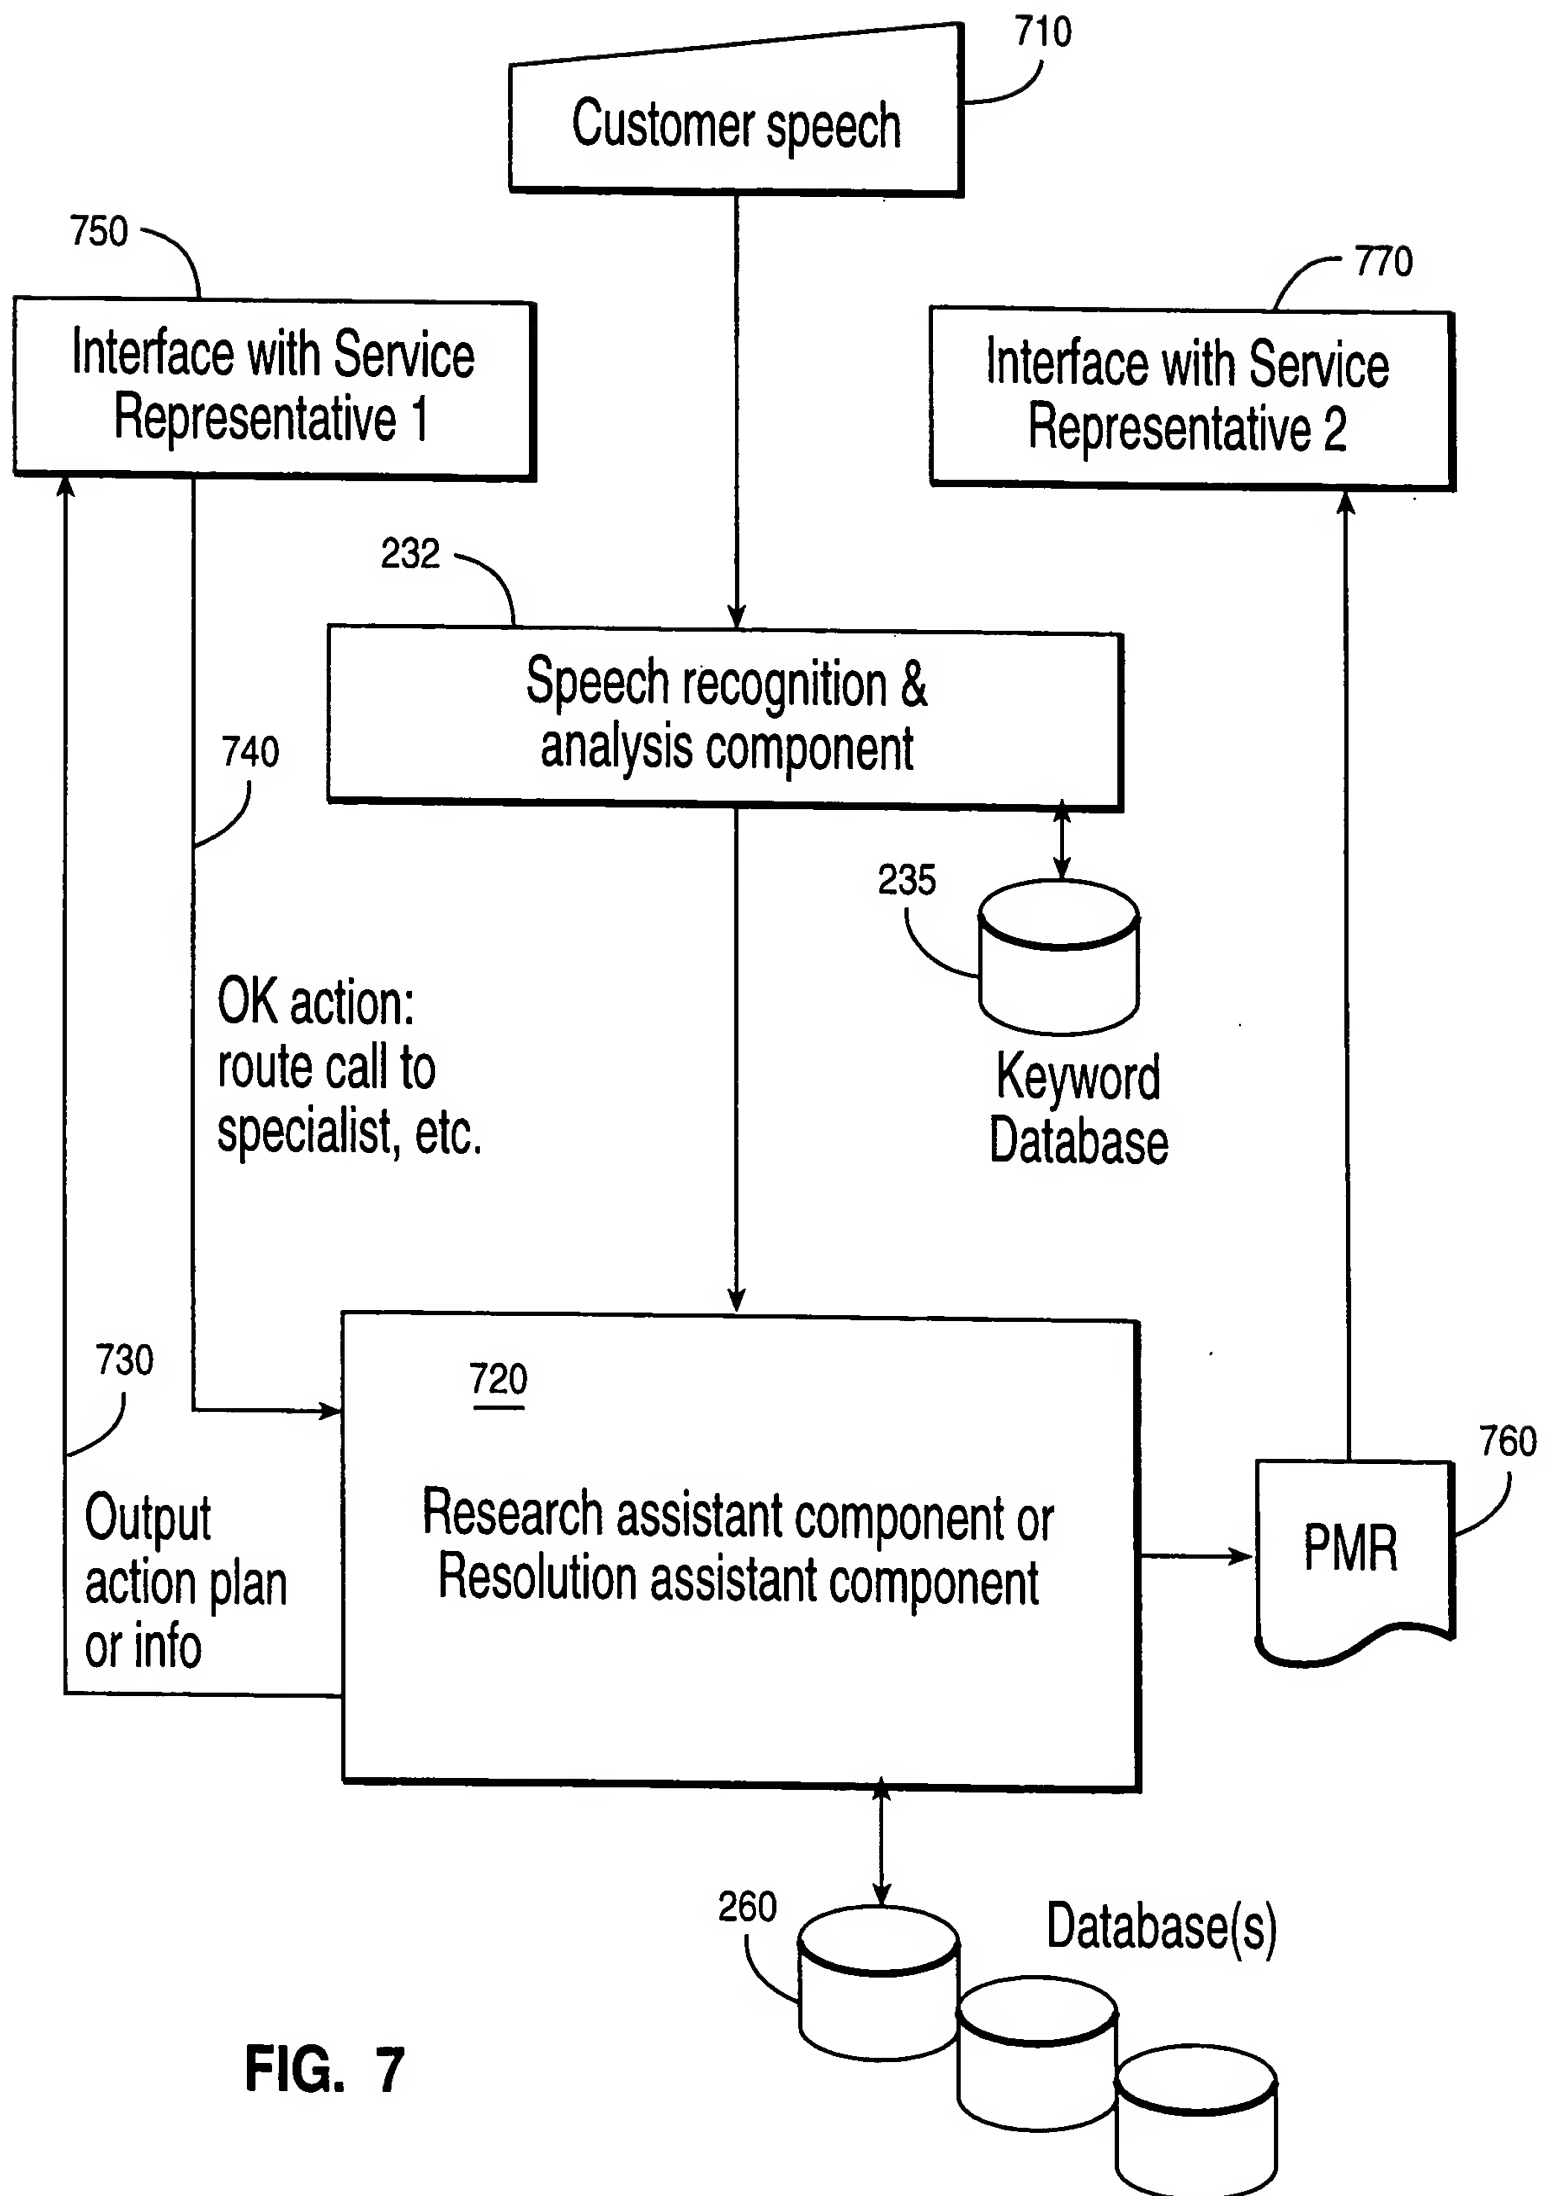 710
Customer speech
750
770
Interface with Service
Representative 1
Interface with Service
Representative 2
232
Speech recognition &
analysis component
740
235
OK action:
route call to
specialist, etc.
Keyword
Database
730
720
760
Output
action plan
or info
Research assistant component or
Resolution assistant component
PMR
260
Database(s)
FIG. 7